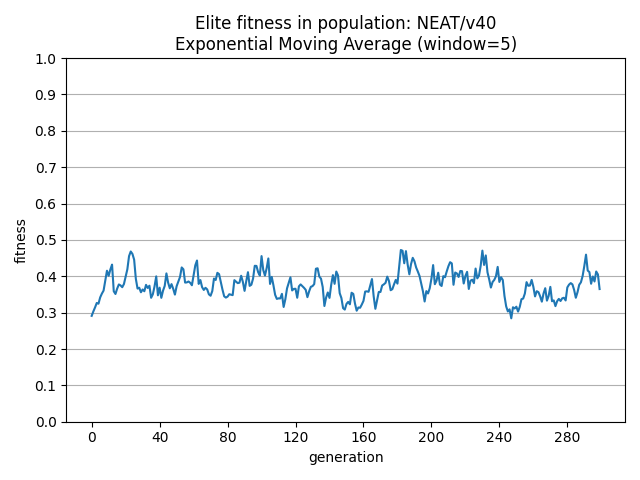 Elite fitness in population: NEAT/v40
Exponential Moving Average (window=5)
1.0
0.9
0.8
0.7
0.6
0.5
0.4
0.3
0.2
0.1
0.0
fitness
0 40 80 120 160 200 240 280
generation